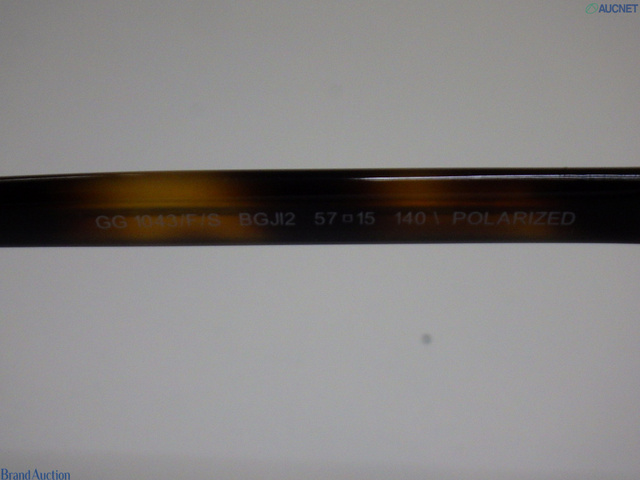 AUCNET
GG 1043/F/S BGJI2 57□15 140 \ POLARIZED
Brand Auction